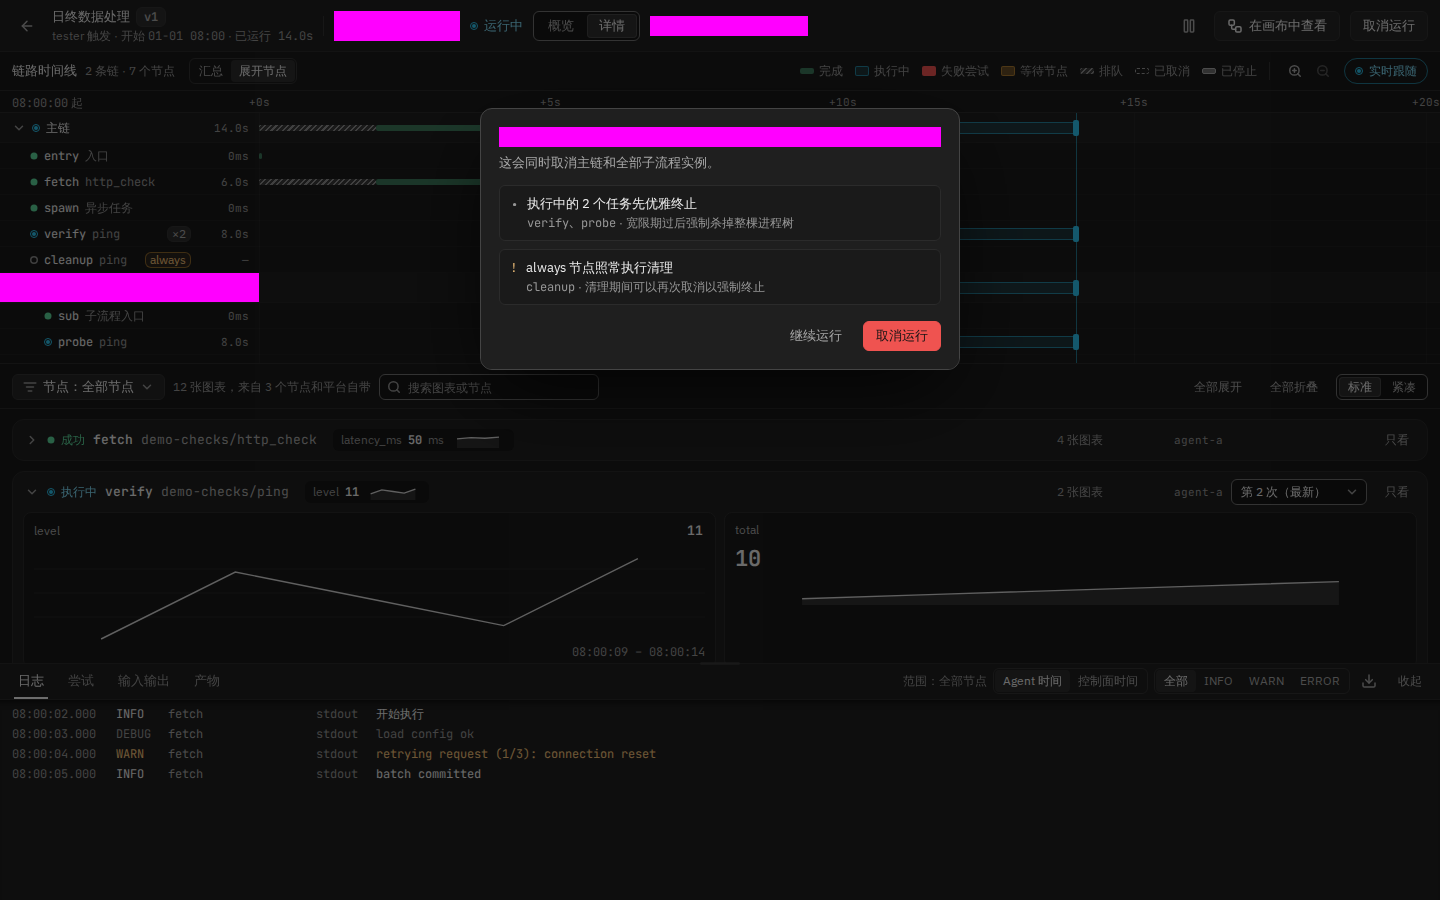 日终数据处理 v1
tester 触发 · 开始 01-01 08:00 · 已运行 14.0s
运行中
概览 详情
在画布中查看
取消运行
链路时间线 2 条链 · 7 个节点
汇总 展开节点
完成 执行中 失败尝试 等待节点 排队 已取消 已停止
实时跟随
08:00:00 起 +0s +5s +10s +15s +20s
主链 14.0s
entry 入口 0ms
fetch http_check 6.0s
spawn 异步任务 0ms
verify ping ×2 8.0s
cleanup ping always —
sub 子流程入口 0ms
probe ping 8.0s
这会同时取消主链和全部子流程实例。
执行中的 2 个任务先优雅终止
verify、probe · 宽限期过后强制杀掉整棵进程树
! always 节点照常执行清理
cleanup · 清理期间可以再次取消以强制终止
继续运行 取消运行
节点：全部节点 12 张图表，来自 3 个节点和平台自带 搜索图表或节点
全部展开 全部折叠 标准 紧凑
成功 fetch demo-checks/http_check latency_ms 50 ms 4 张图表 agent-a 只看
执行中 verify demo-checks/ping level 11 2 张图表 agent-a 第 2 次（最新） 只看
level 11
08:00:09 – 08:00:14
total
10
日志 尝试 输入输出 产物
范围：全部节点 Agent 时间 控制面时间 全部 INFO WARN ERROR 收起
08:00:02.000 INFO fetch stdout 开始执行
08:00:03.000 DEBUG fetch stdout load config ok
08:00:04.000 WARN fetch stdout retrying request (1/3): connection reset
08:00:05.000 INFO fetch stdout batch committed